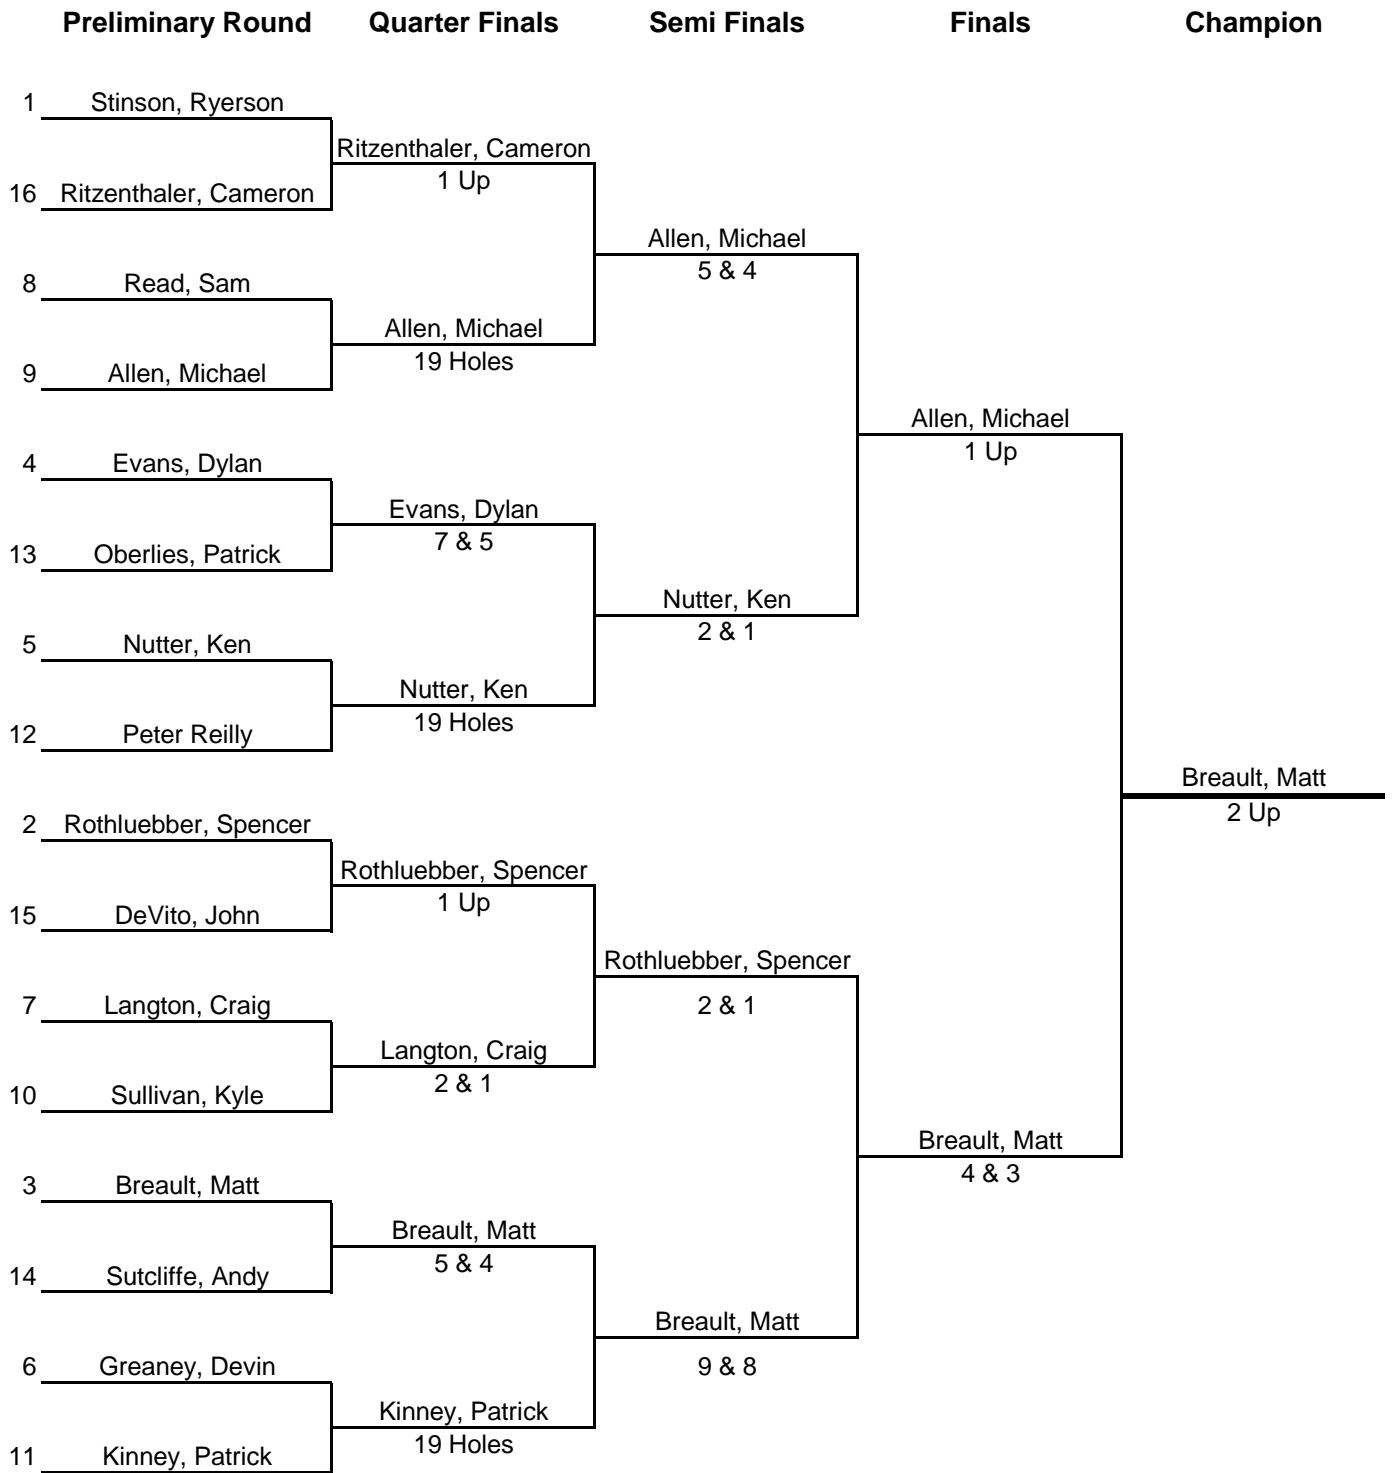 Preliminary Round Quarter Finals Semi Finals Finals Champion
1 Stinson, Ryerson
Ritzenthaler, Cameron
1 Up
16 Ritzenthaler, Cameron
Allen, Michael
5 & 4
8 Read, Sam
Allen, Michael
19 Holes
9 Allen, Michael
Allen, Michael
1 Up
4 Evans, Dylan
Evans, Dylan
7 & 5
13 Oberlies, Patrick
Nutter, Ken
2 & 1
5 Nutter, Ken
Nutter, Ken
19 Holes
12 Peter Reilly
Breault, Matt
2 Up
2 Rothluebber, Spencer
Rothluebber, Spencer
1 Up
15 DeVito, John
Rothluebber, Spencer
2 & 1
7 Langton, Craig
Langton, Craig
2 & 1
10 Sullivan, Kyle
Breault, Matt
4 & 3
3 Breault, Matt
Breault, Matt
5 & 4
14 Sutcliffe, Andy
Breault, Matt
9 & 8
6 Greaney, Devin
Kinney, Patrick
19 Holes
11 Kinney, Patrick